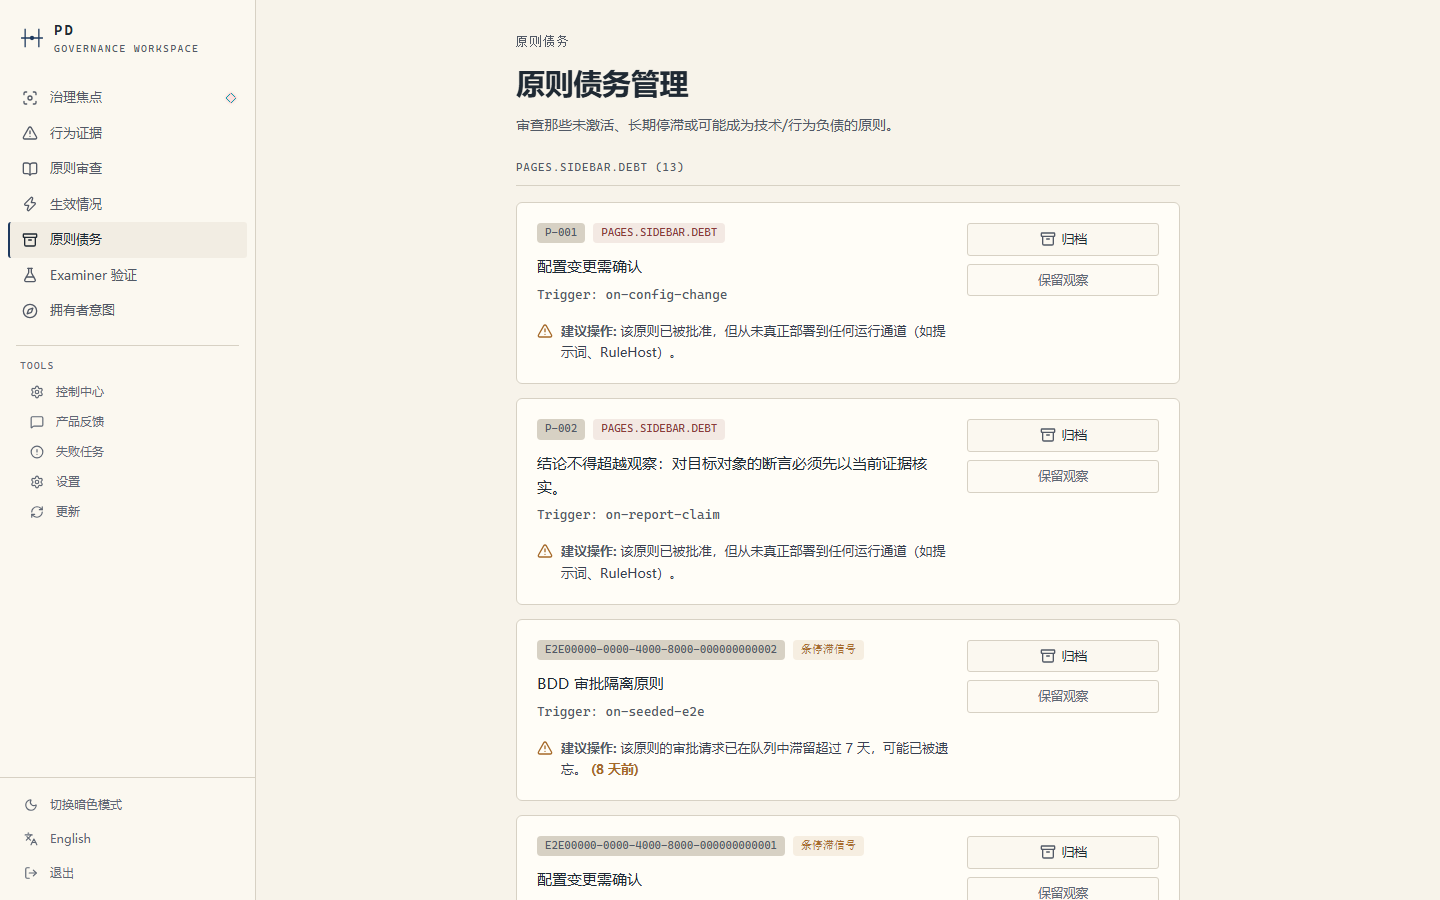 PD
GOVERNANCE WORKSPACE
治理焦点
行为证据
原则审查
生效情况
原则债务
Examiner 验证
拥有者意图
TOOLS
控制中心
产品反馈
失败任务
设置
更新
切换暗色模式
English
退出
原则债务
原则债务管理
审查那些未激活、长期停滞或可能成为技术/行为负债的原则。
PAGES.SIDEBAR.DEBT (13)
P-001 PAGES.SIDEBAR.DEBT
配置变更需确认
Trigger: on-config-change
建议操作: 该原则已被批准，但从未真正部署到任何运行通道（如提
示词、RuleHost）。
归档
保留观察
P-002 PAGES.SIDEBAR.DEBT
结论不得超越观察：对目标对象的断言必须先以当前证据核
实。
Trigger: on-report-claim
建议操作: 该原则已被批准，但从未真正部署到任何运行通道（如提
示词、RuleHost）。
归档
保留观察
E2E00000-0000-4000-8000-000000000002 条停滞信号
BDD 审批隔离原则
Trigger: on-seeded-e2e
建议操作: 该原则的审批请求已在队列中滞留超过 7 天，可能已被遗
忘。 (8 天前)
归档
保留观察
E2E00000-0000-4000-8000-000000000001 条停滞信号
配置变更需确认
归档
保留观察